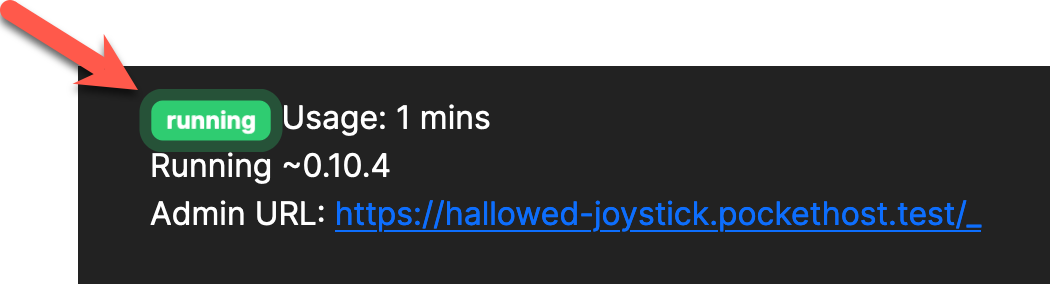 running Usage: 1 mins
Running ~0.10.4
Admin URL: https://hallowed-joystick.pockethost.test/_